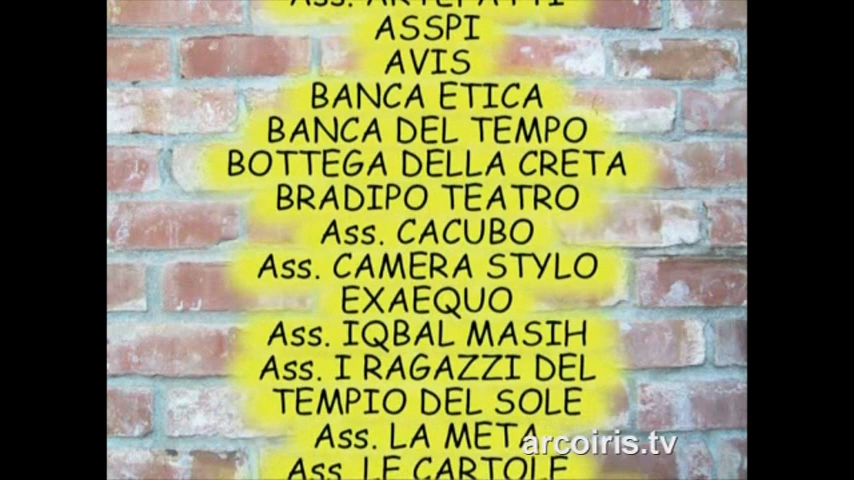 Ass. ARTEFATTI
ASSPI
AVIS
BANCA ETICA
BANCA DEL TEMPO
BOTTEGA DELLA CRETA
BRADIPO TEATRO
Ass. CACUBO
Ass. CAMERA STYLO
EXAEQUO
Ass. IQBAL MASIH
Ass. I RAGAZZI DEL
TEMPIO DEL SOLE
Ass. LA META
arcoiris.tv
Ass. LE CARTOLE